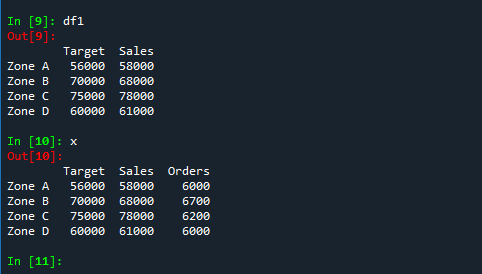 In [9]: df1
Out[9]:
Target Sales
Zone A 56000 58000
Zone B 70000 68000
Zone C 75000 78000
Zone D 60000 61000
In [10]: x
Out[10]:
Target Sales Orders
Zone A 56000 58000 6000
Zone B 70000 68000 6700
Zone C 75000 78000 6200
Zone D 60000 61000 6000
In [11]: